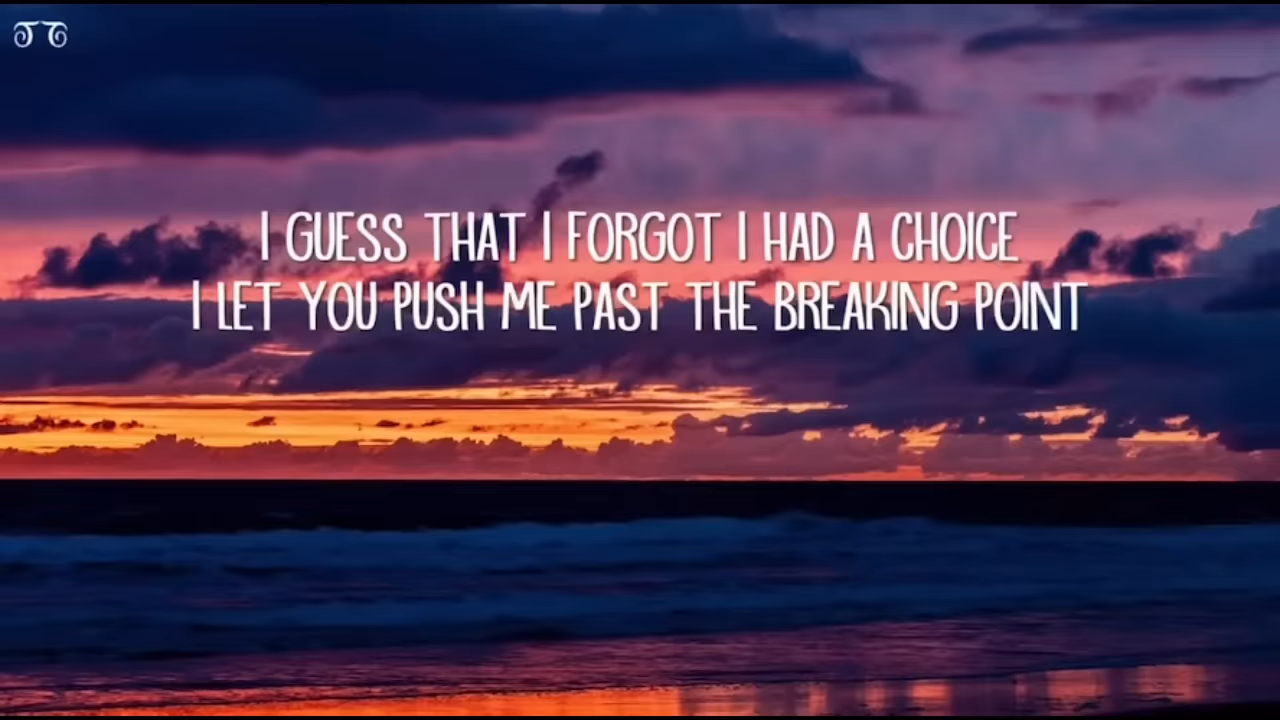 I GUESS THAT I FORGOT I HAD A CHOICE
I LET YOU PUSH ME PAST THE BREAKING POINT